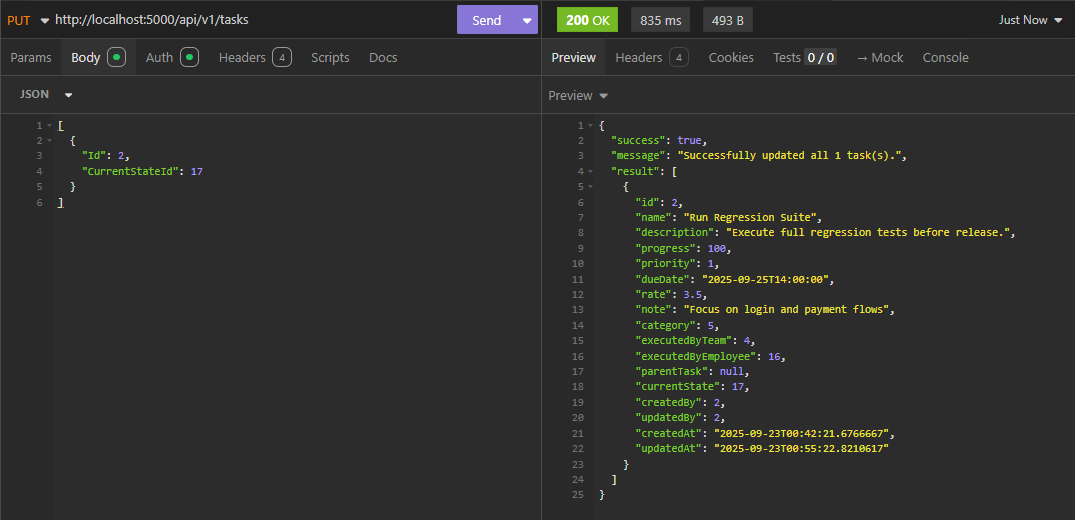 PUT http://localhost:5000/api/v1/tasks Send
Params Body Auth Headers 4 Scripts Docs
JSON
1 [
2 {
3 "Id": 2,
4 "CurrentStateId": 17
5 }
6 ]
200 OK 835 ms 493 B Just Now
Preview Headers 4 Cookies Tests 0 / 0 → Mock Console
Preview
1 {
2 "success": true,
3 "message": "Successfully updated all 1 task(s).",
4 "result": [
5 {
6 "id": 2,
7 "name": "Run Regression Suite",
8 "description": "Execute full regression tests before release.",
9 "progress": 100,
10 "priority": 1,
11 "dueDate": "2025-09-25T14:00:00",
12 "rate": 3.5,
13 "note": "Focus on login and payment flows",
14 "category": 5,
15 "executedByTeam": 4,
16 "executedByEmployee": 16,
17 "parentTask": null,
18 "currentState": 17,
19 "createdBy": 2,
20 "updatedBy": 2,
21 "createdAt": "2025-09-23T00:42:21.6766667",
22 "updatedAt": "2025-09-23T00:55:22.8210617"
23 }
24 ]
25 }